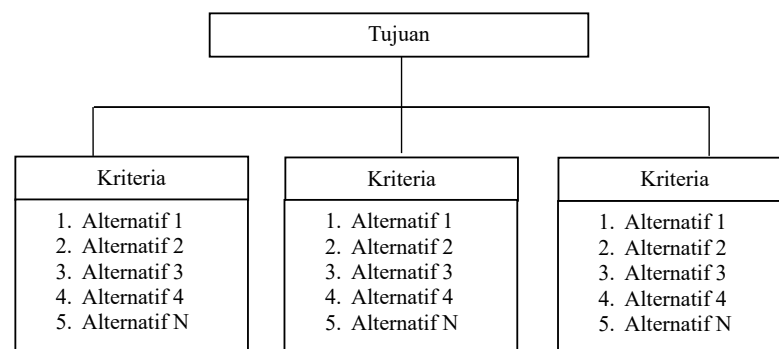 Tujuan
Kriteria
1. Alternatif 1
2. Alternatif 2
3. Alternatif 3
4. Alternatif 4
5. Alternatif N
Kriteria
1. Alternatif 1
2. Alternatif 2
3. Alternatif 3
4. Alternatif 4
5. Alternatif N
Kriteria
1. Alternatif 1
2. Alternatif 2
3. Alternatif 3
4. Alternatif 4
5. Alternatif N